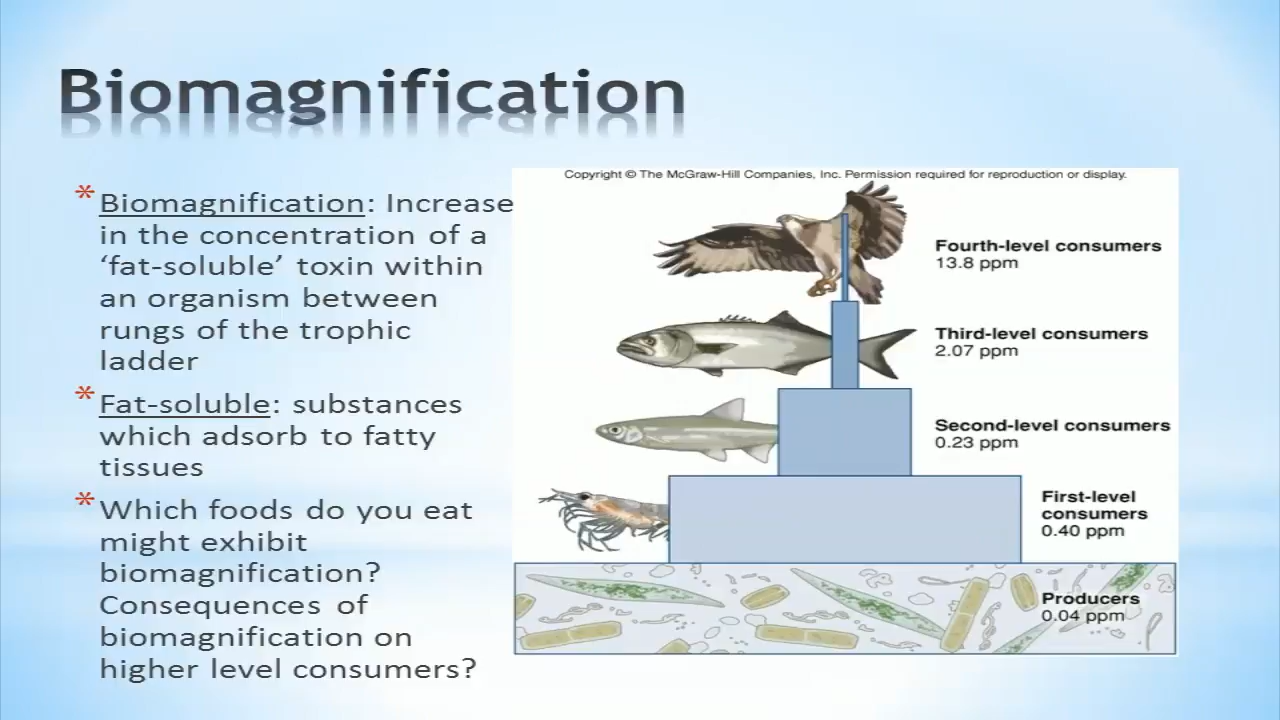 Biomagnification
* Biomagnification: Increase
in the concentration of a
‘fat-soluble’ toxin within
an organism between
rungs of the trophic
ladder
* Fat-soluble: substances
which adsorb to fatty
tissues
* Which foods do you eat
might exhibit
biomagnification?
Consequences of
biomagnification on
higher level consumers?
Copyright © The McGraw-Hill Companies, Inc. Permission required for reproduction or display.
Fourth-level consumers
13.8 ppm
Third-level consumers
2.07 ppm
Second-level consumers
0.23 ppm
First-level
consumers
0.40 ppm
Producers
0.04 ppm